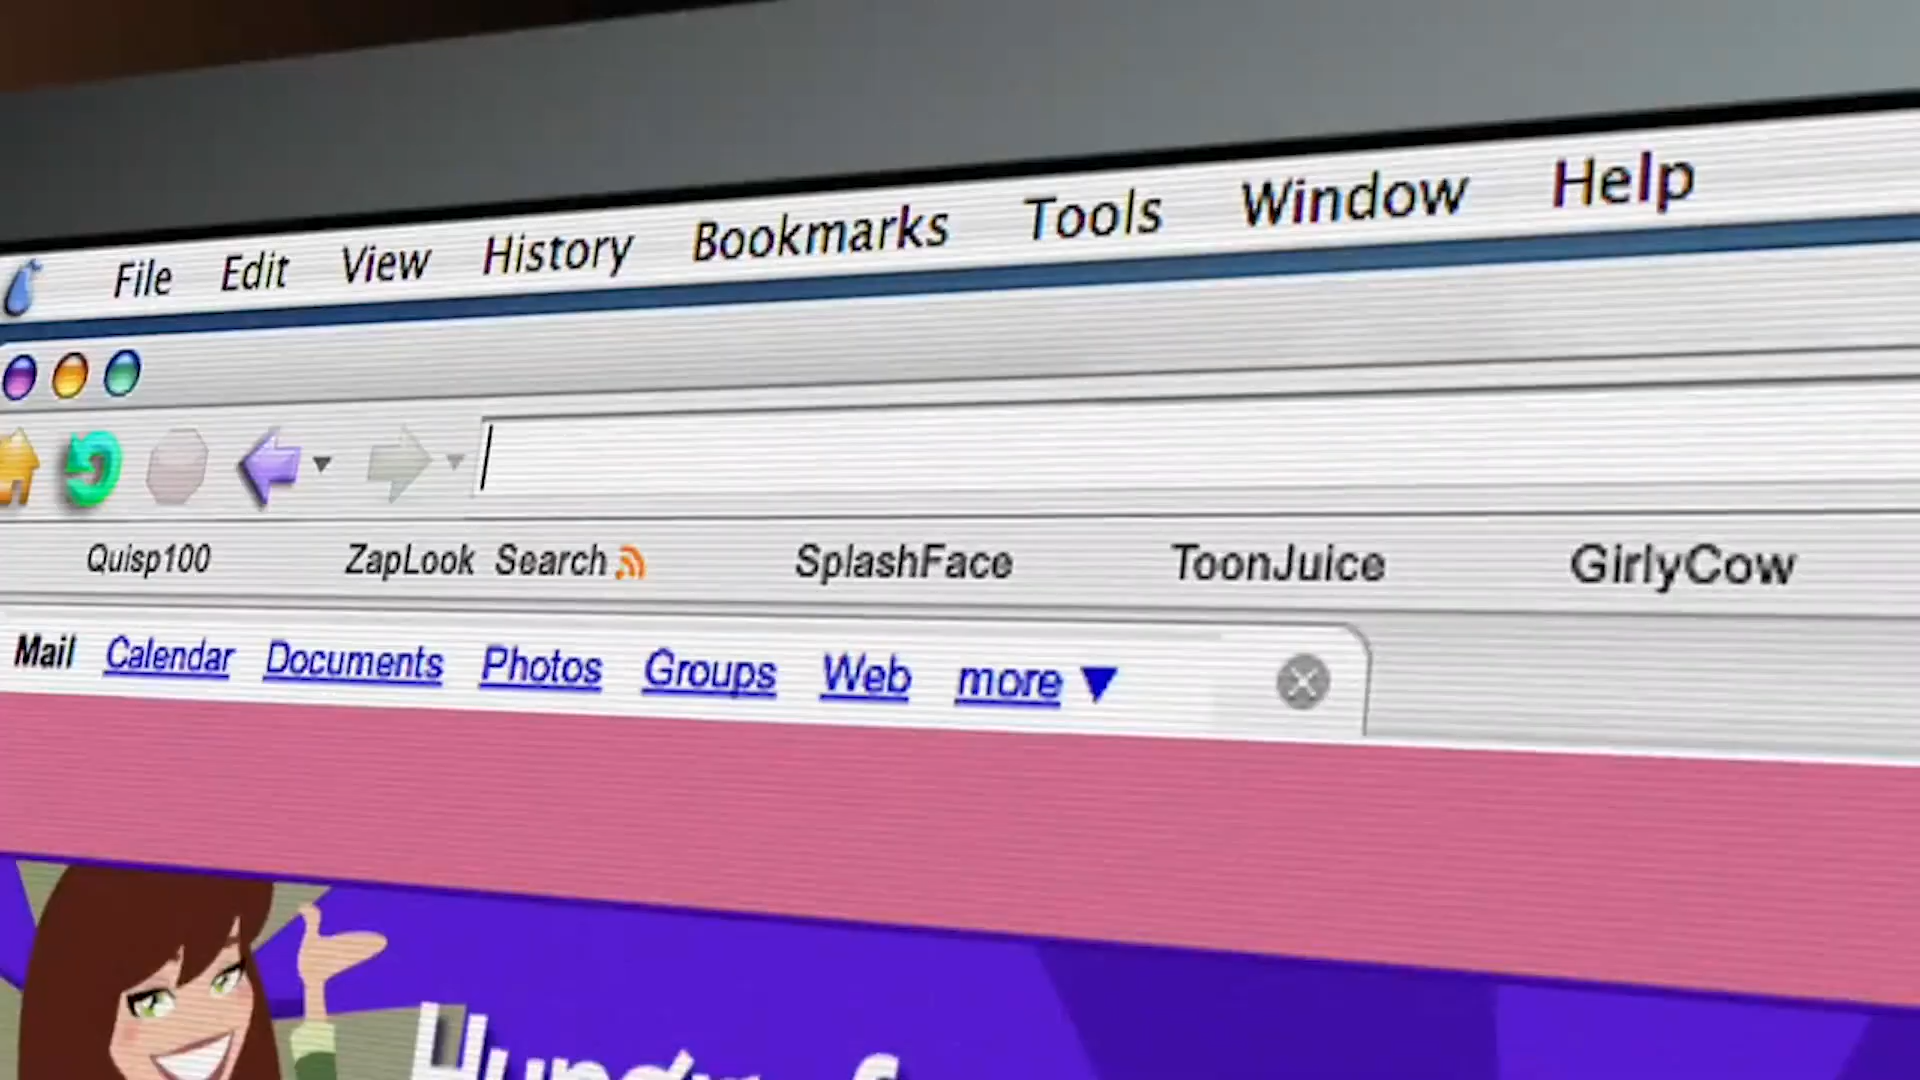 File Edit View History Bookmarks Tools Window Help
Quisp100 ZapLook Search SplashFace ToonJuice GirlyCow
Mail Calendar Documents Photos Groups Web more